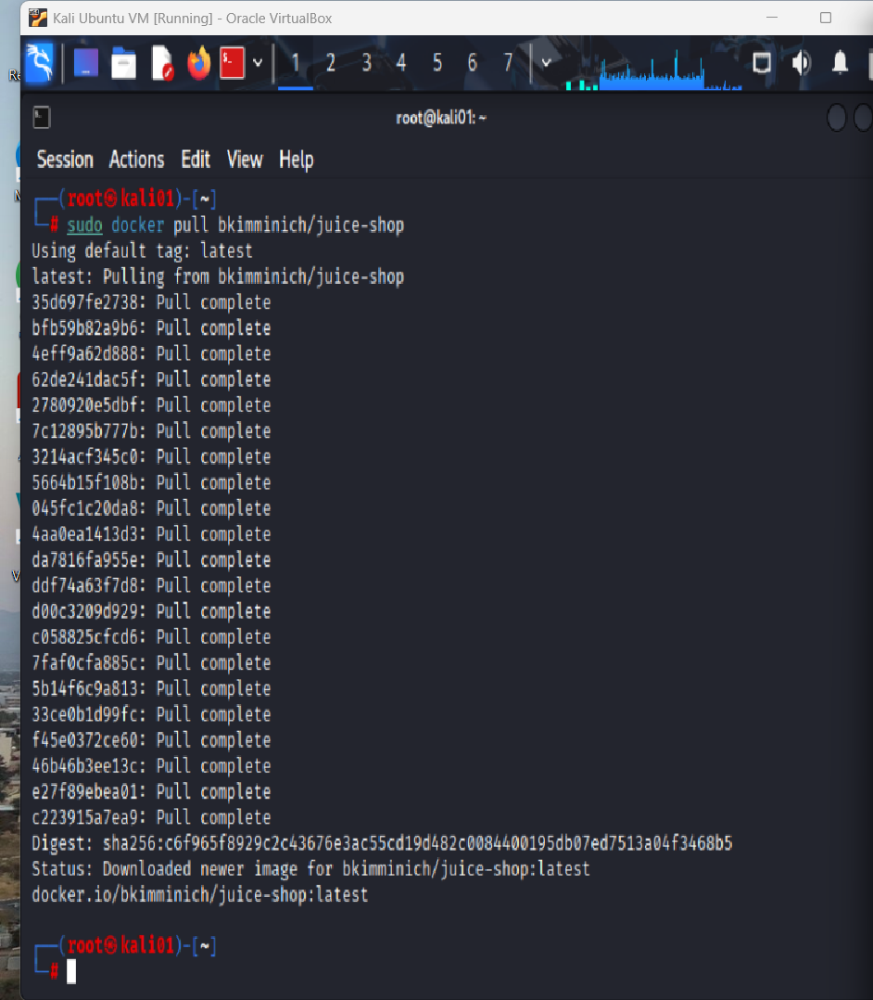 Kali Ubuntu VM [Running] - Oracle VirtualBox
1 2 3 4 5 6 7
root@kali01: ~
Session Actions Edit View Help
┌──(root㉿kali01)-[~]
└─# sudo docker pull bkimminich/juice-shop
Using default tag: latest
latest: Pulling from bkimminich/juice-shop
35d697fe2738: Pull complete
bfb59b82a9b6: Pull complete
4eff9a62d888: Pull complete
62de241dac5f: Pull complete
2780920e5dbf: Pull complete
7c12895b777b: Pull complete
3214acf345c0: Pull complete
5664b15f108b: Pull complete
045fc1c20da8: Pull complete
4aa0ea1413d3: Pull complete
da7816fa955e: Pull complete
ddf74a63f7d8: Pull complete
d00c3209d929: Pull complete
c058825cfcd6: Pull complete
7faf0cfa885c: Pull complete
5b14f6c9a813: Pull complete
33ce0b1d99fc: Pull complete
f45e0372ce60: Pull complete
46b46b3ee13c: Pull complete
e27f89ebea01: Pull complete
c223915a7ea9: Pull complete
Digest: sha256:c6f965f8929c2c43676e3ac55cd19d482c0084400195db07ed7513a04f3468b5
Status: Downloaded newer image for bkimminich/juice-shop:latest
docker.io/bkimminich/juice-shop:latest
┌──(root㉿kali01)-[~]
└─#